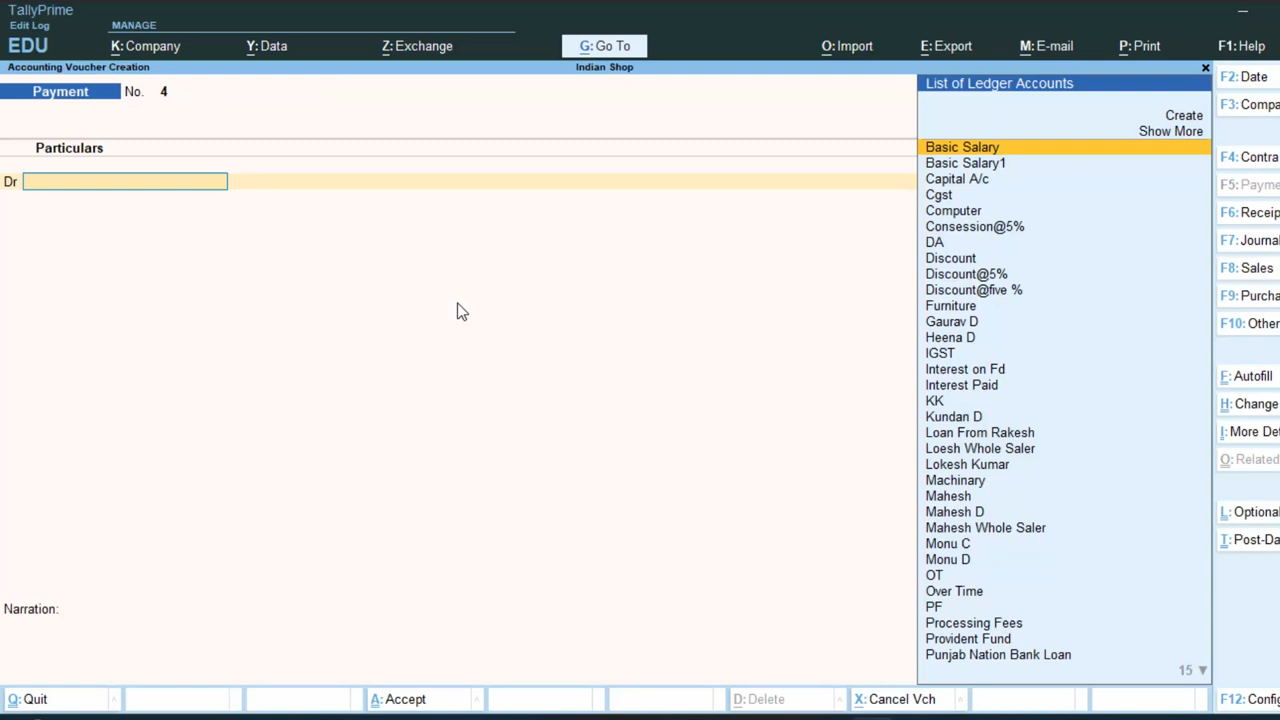 TallyPrime
Edit Log
MANAGE
EDU
K: Company
Y: Data
Z: Exchange
G: Go To
O: Import
E: Export
M: E-mail
P: Print
F1: Help
Accounting Voucher Creation
Indian Shop
Payment No. 4
Particulars
Dr
Narration:
List of Ledger Accounts
Create
Show More
Basic Salary
Basic Salary1
Capital A/c
Cgst
Computer
Consession@5%
DA
Discount
Discount@5%
Discount@five %
Furniture
Gaurav D
Heena D
IGST
Interest on Fd
Interest Paid
KK
Kundan D
Loan From Rakesh
Loesh Whole Saler
Lokesh Kumar
Machinary
Mahesh
Mahesh D
Mahesh Whole Saler
Monu C
Monu D
OT
Over Time
PF
Processing Fees
Provident Fund
Punjab Nation Bank Loan
15 ▼
F2: Date
F3: Compa
F4: Contra
F5: Payme
F6: Receip
F7: Journa
F8: Sales
F9: Purcha
F10: Other
F: Autofill
H: Change
I: More Det
O: Related
L: Optional
T: Post-Da
Q: Quit
A: Accept
D: Delete
X: Cancel Vch
F12: Config